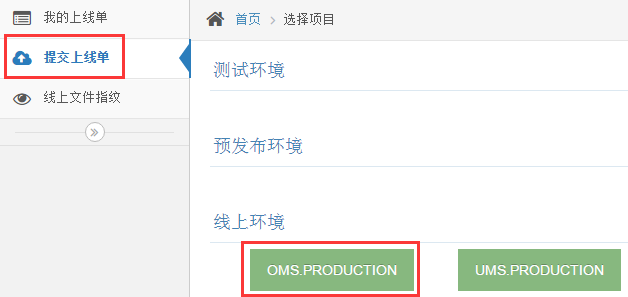 我的上线单
提交上线单
线上文件指纹
首页 > 选择项目
测试环境
预发布环境
线上环境
OMS.PRODUCTION
UMS.PRODUCTION